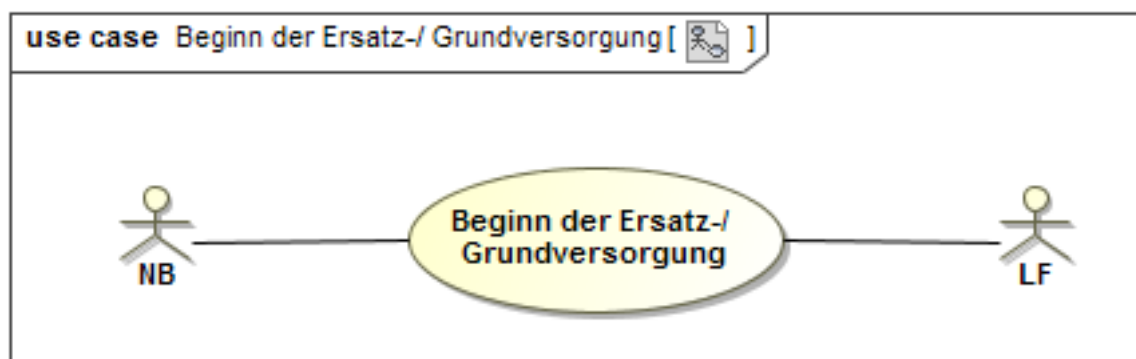 use case Beginn der Ersatz-/ Grundversorgung [ ]
Beginn der Ersatz-/
Grundversorgung
NB
LF